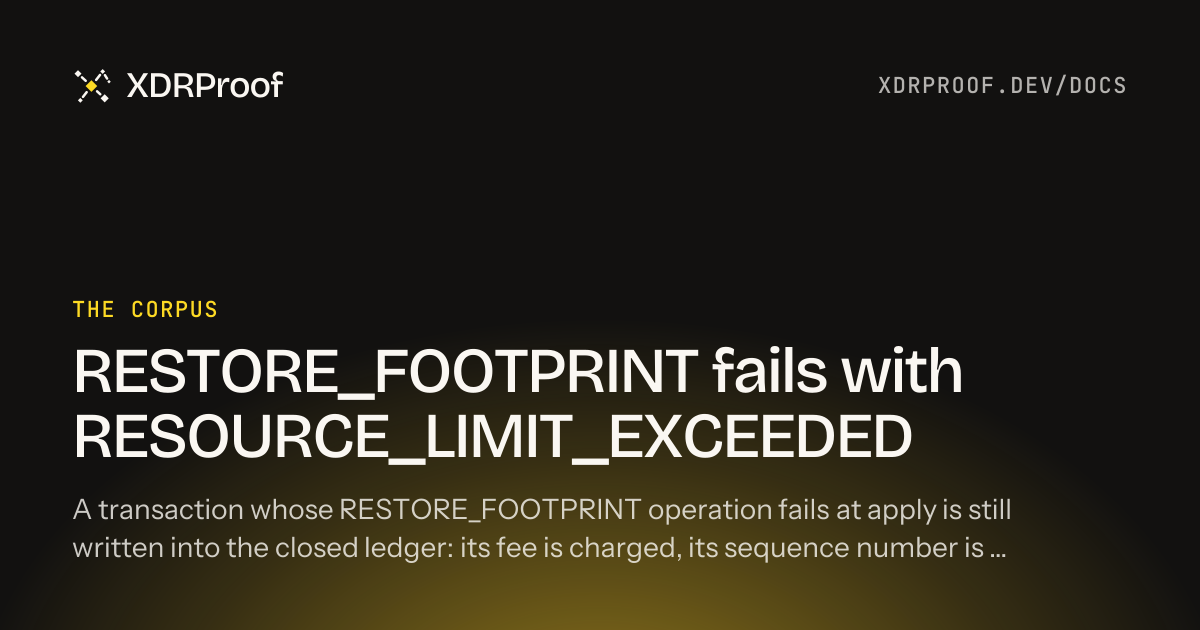 XDRProof
XDRPROOF.DEV/DOCS
THE CORPUS
RESTORE_FOOTPRINT fails with
RESOURCE_LIMIT_EXCEEDED
A transaction whose RESTORE_FOOTPRINT operation fails at apply is still
written into the closed ledger: its fee is charged, its sequence number is ...